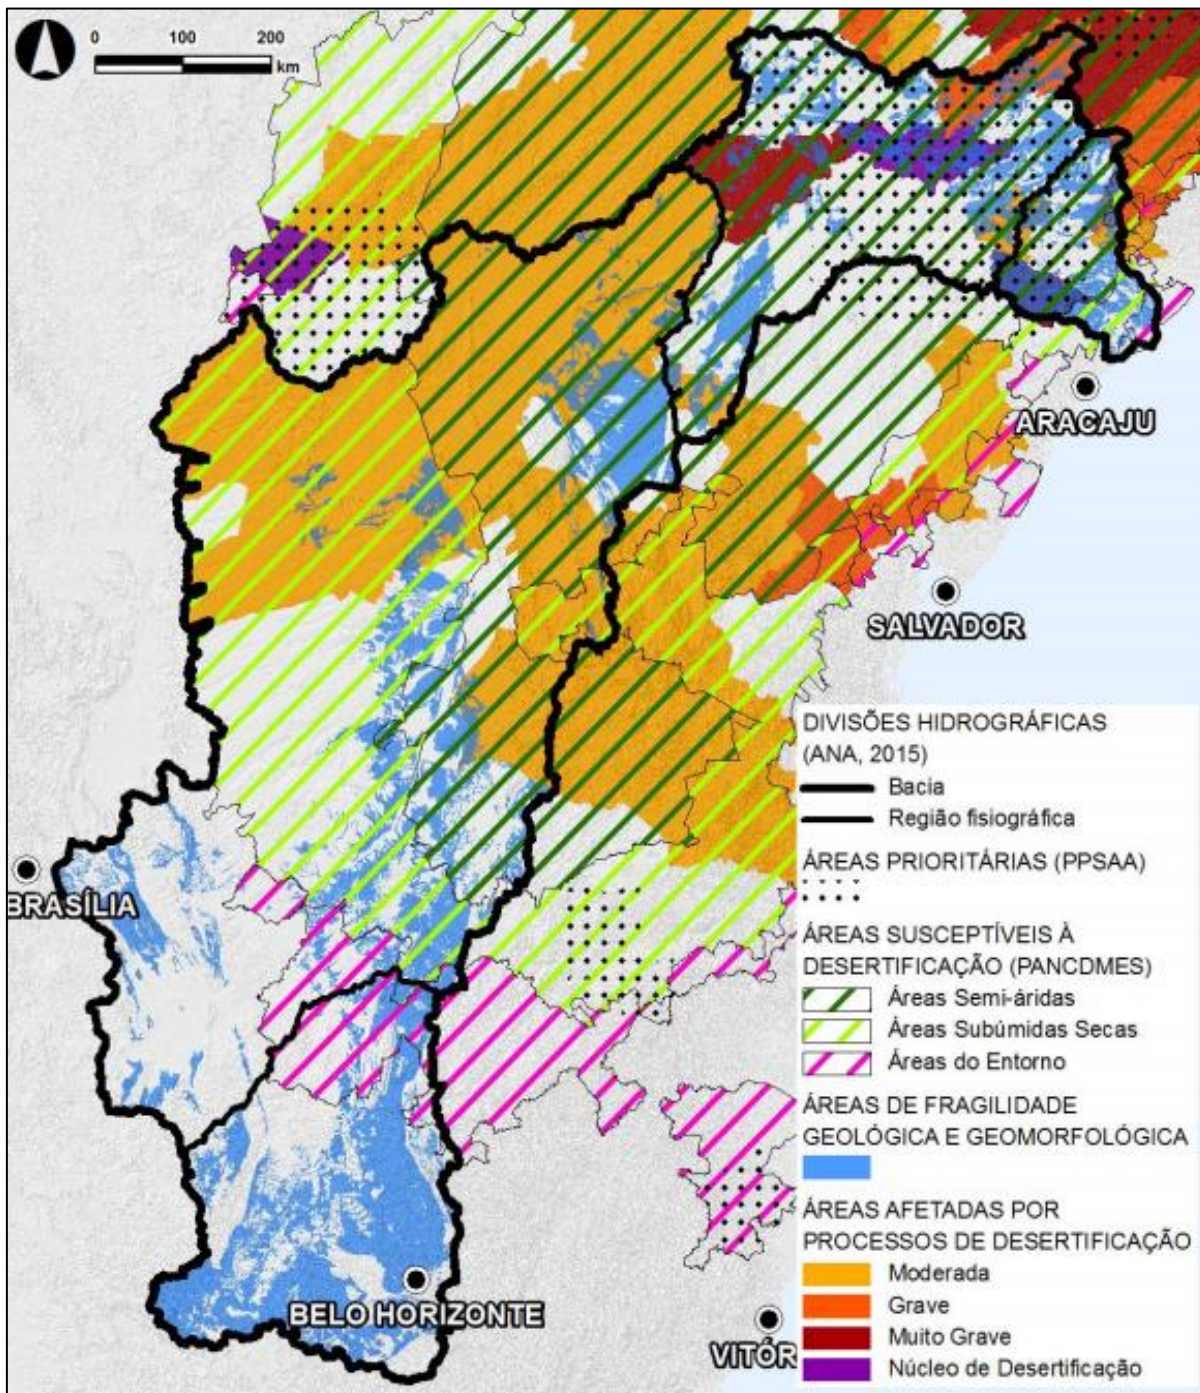 0 100 200
km
ARACAJU
SALVADOR
BRASÍLIA
BELO HORIZONTE
VITÓR
DIVISÕES HIDROGRÁFICAS
(ANA, 2015)
Bacia
Região fisiográfica
ÁREAS PRIORITÁRIAS (PPSAA)
ÁREAS SUSCEPTÍVEIS À
DESERTIFICAÇÃO (PANCDMES)
Áreas Semi-áridas
Áreas Subúmidas Secas
Áreas do Entorno
ÁREAS DE FRAGILIDADE
GEOLÓGICA E GEOMORFOLÓGICA
ÁREAS AFETADAS POR
PROCESSOS DE DESERTIFICAÇÃO
Moderada
Grave
Muito Grave
Núcleo de Desertificação